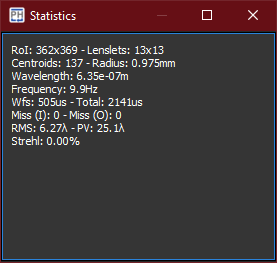 Statistics
RoI: 362x369 - Lenslets: 13x13
Centroids: 137 - Radius: 0.975mm
Wavelength: 6.35e-07m
Frequency: 9.9Hz
Wfs: 505us - Total: 2141us
Miss (I): 0 - Miss (O): 0
RMS: 6.27λ - PV: 25.1λ
Strehl: 0.00%